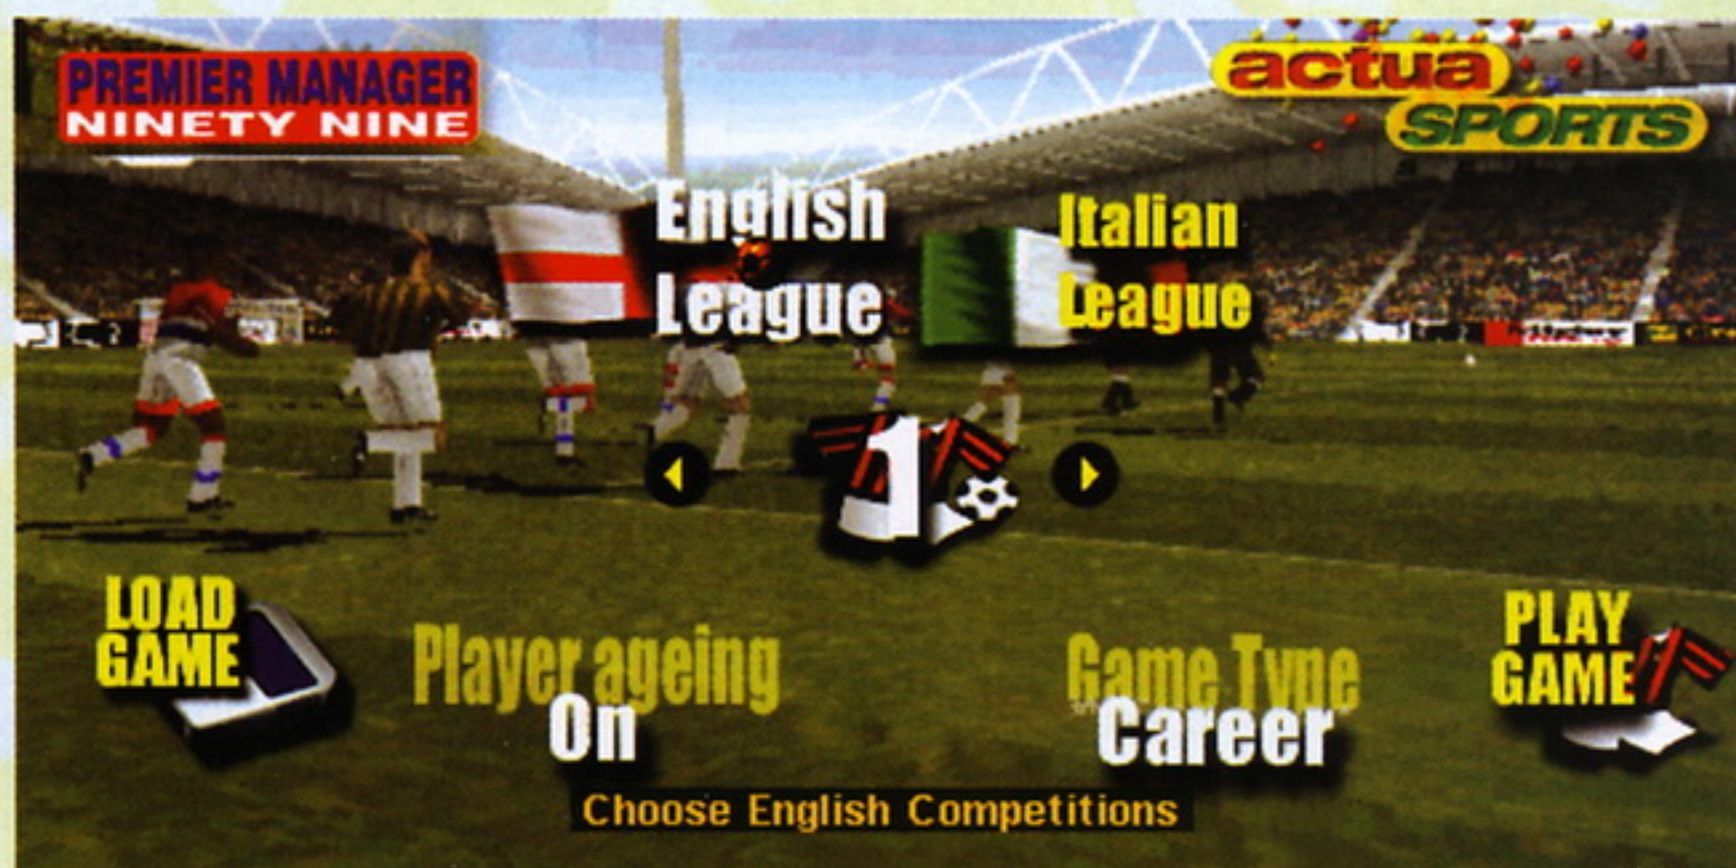 PREMIER MANAGER
NINETY NINE
actua
SPORTS
English
League
Italian
League
1
LOAD
GAME
Player ageing
On
Game Type
Career
PLAY
GAME
Choose English Competitions